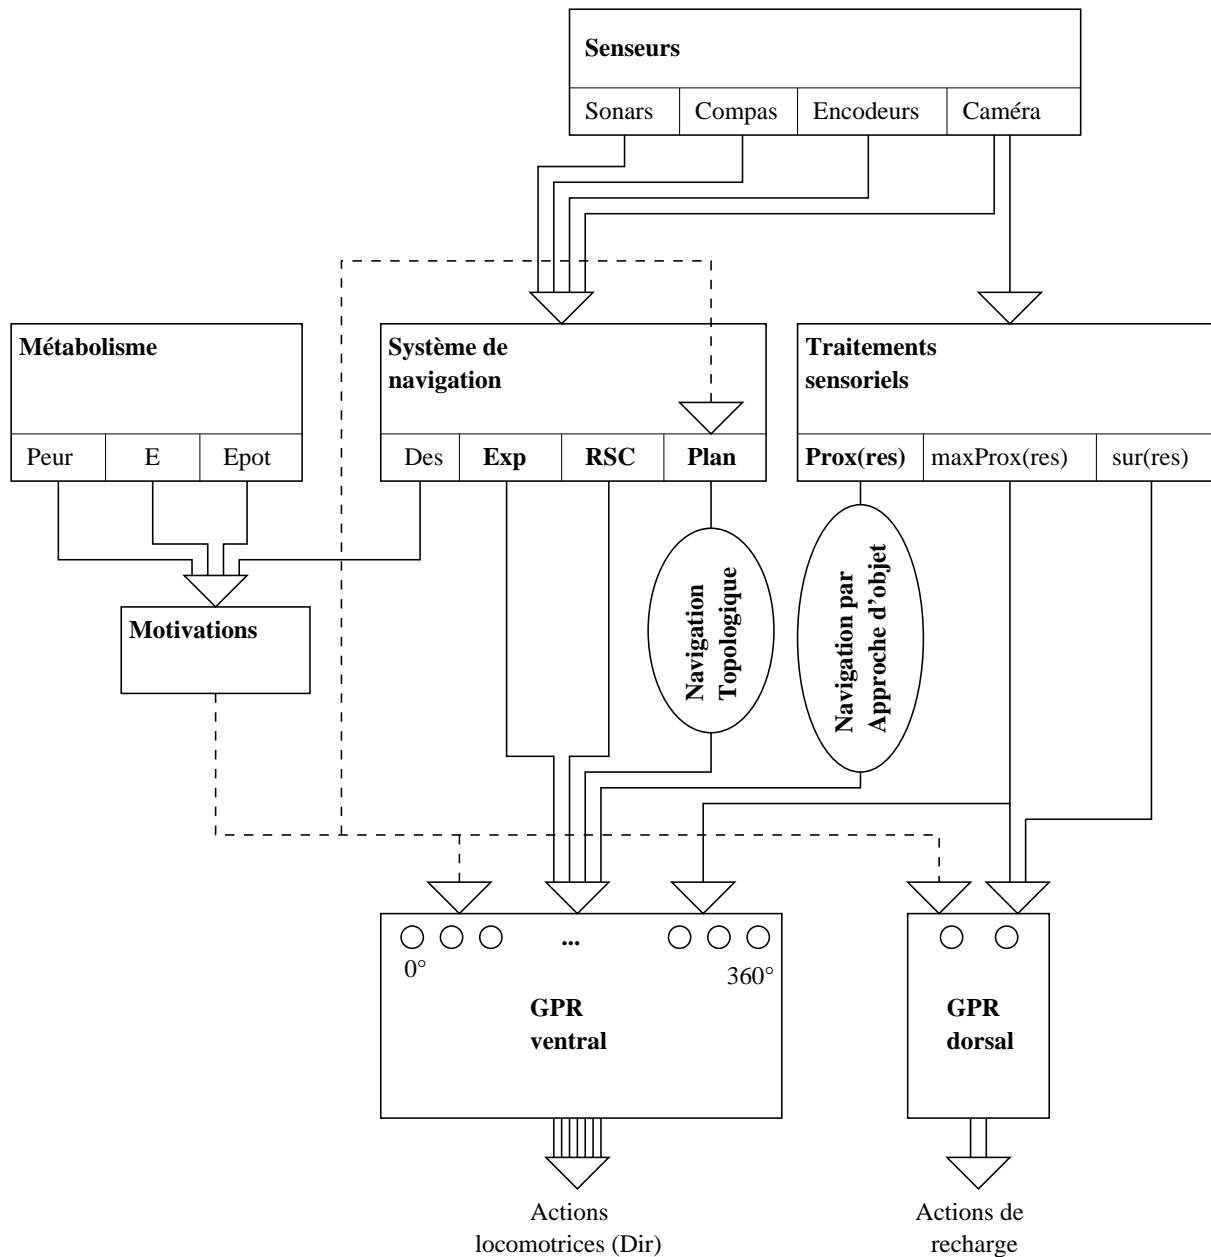 Senseurs
Sonars Compas Encodeurs Caméra
Métabolisme
Peur E Epot
Système de
navigation
Des Exp RSC Plan
Traitements
sensoriels
Prox(res) maxProx(res) sur(res)
Motivations
Navigation
Topologique
Navigation par
Approche d'objet
0° ... 360°
GPR
ventral
GPR
dorsal
Actions
locomotrices (Dir)
Actions de
recharge